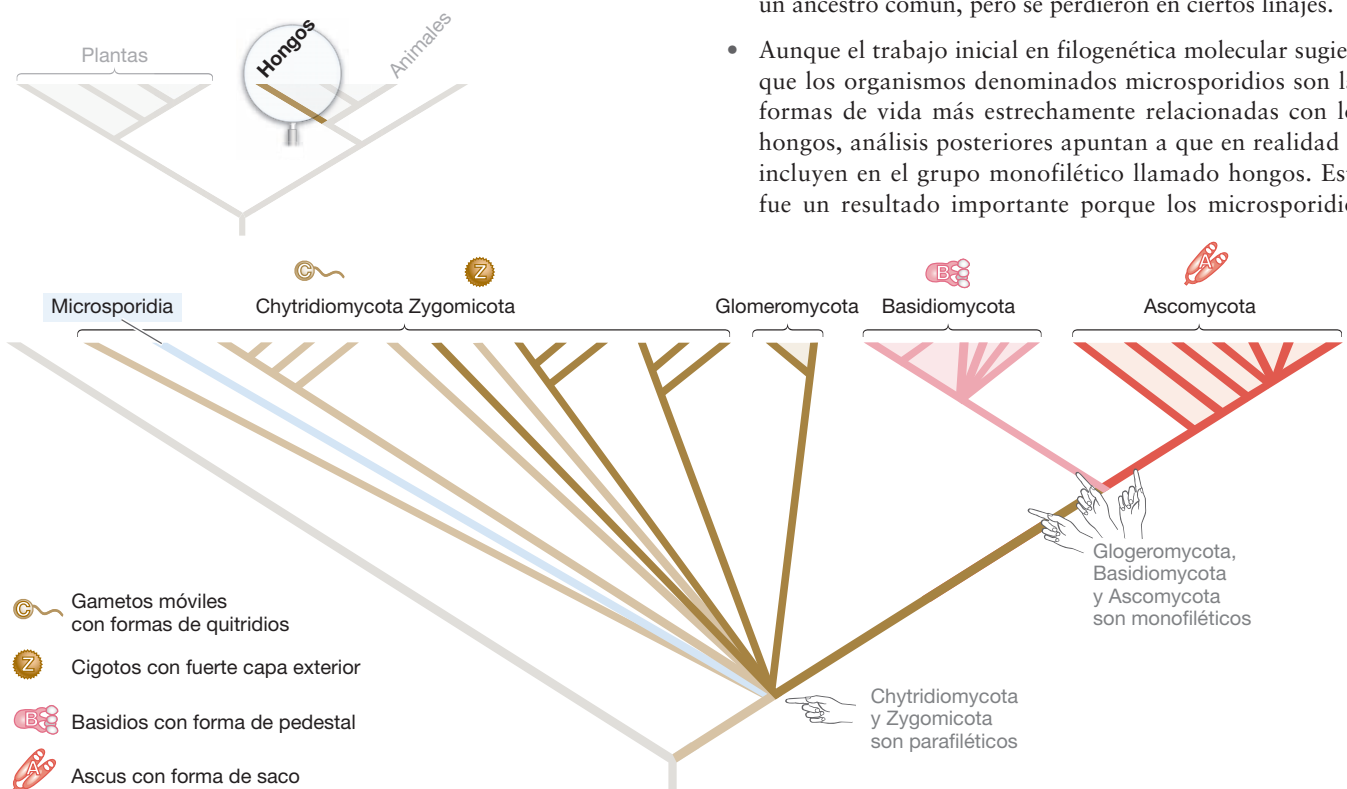 Plantas
Hongos
Animales
un ancestro común, pero se perdieron en ciertos linajes.
• Aunque el trabajo inicial en filogenética molecular sugie
que los organismos denominados microsporidios son la
formas de vida más estrechamente relacionadas con lo
hongos, análisis posteriores apuntan a que en realidad
incluyen en el grupo monofilético llamado hongos. Est
fue un resultado importante porque los microsporidio
C
Z
B
A
Microsporidia
Chytridiomycota Zygomicota
Glomeromycota
Basidiomycota
Ascomycota
Glogeromycota,
Basidiomycota
y Ascomycota
son monofiléticos
Chytridiomycota
y Zygomicota
son parafiléticos
C Gametos móviles
con formas de quitridios
Z Cigotos con fuerte capa exterior
B Basidios con forma de pedestal
A Ascus con forma de saco